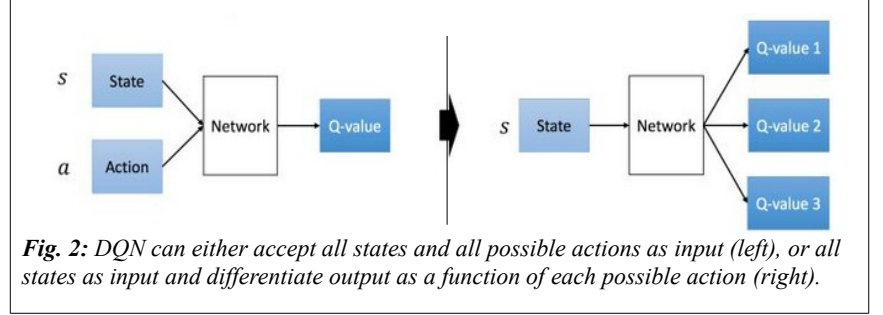 s
State
a
Action
Network
Q-value
s
State
Network
Q-value 1
Q-value 2
Q-value 3
Fig. 2: DQN can either accept all states and all possible actions as input (left), or all
states as input and differentiate output as a function of each possible action (right).